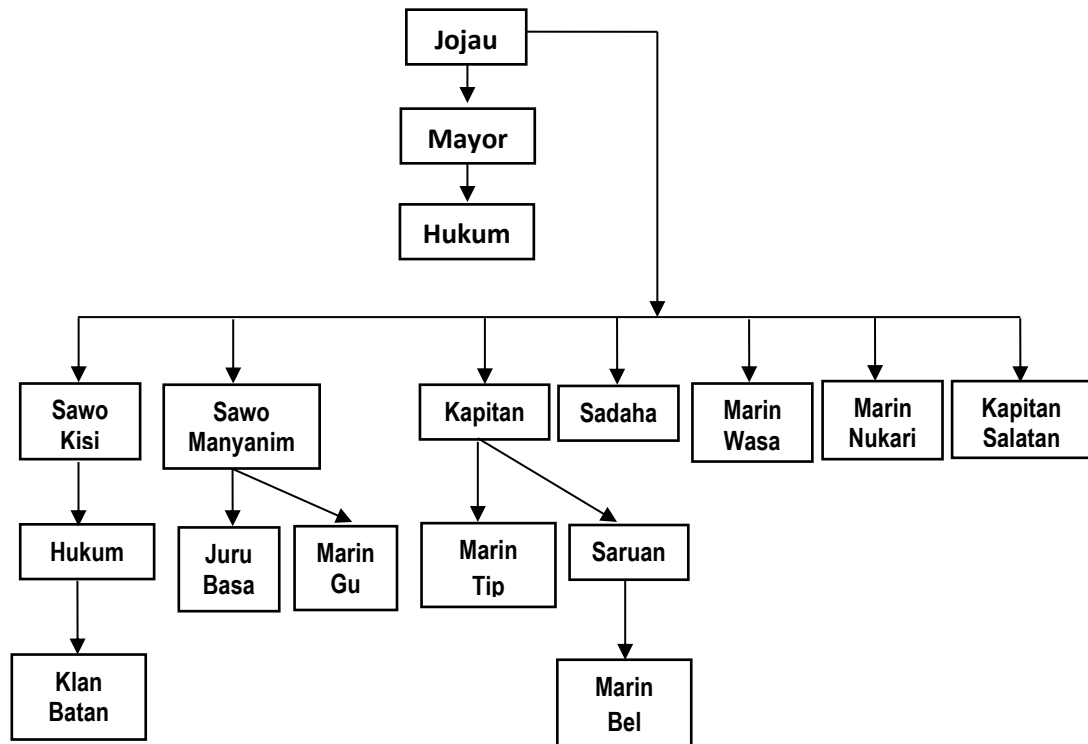 Jojau
Mayor
Hukum
Sawo
Kisi
Sawo
Manyanim
Kapitan
Sadaha
Marin
Wasa
Marin
Nukari
Kapitan
Salatan
Hukum
Juru
Basa
Marin
Gu
Marin
Tip
Saruan
Klan
Batan
Marin
Bel